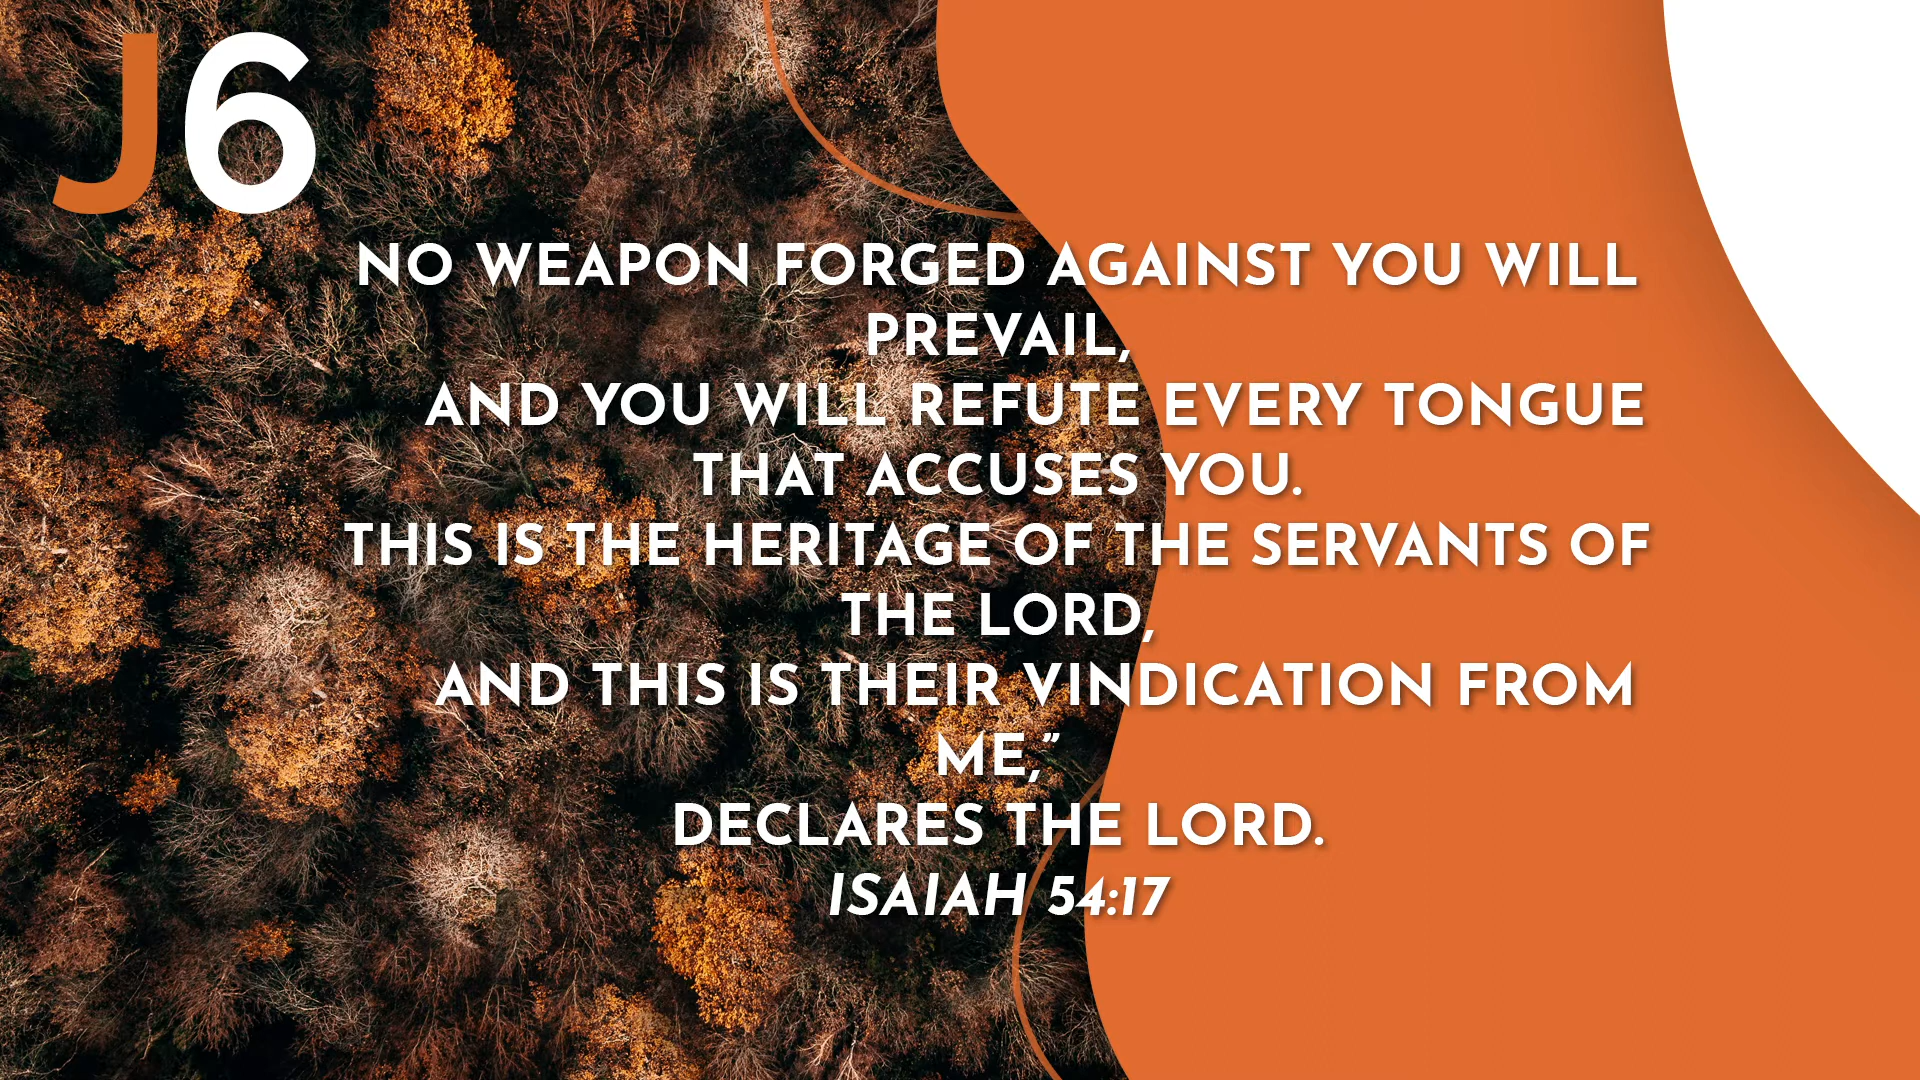 J6
NO WEAPON FORGED AGAINST YOU WILL
PREVAIL,
AND YOU WILL REFUTE EVERY TONGUE
THAT ACCUSES YOU.
THIS IS THE HERITAGE OF THE SERVANTS OF
THE LORD,
AND THIS IS THEIR VINDICATION FROM
ME,”
DECLARES THE LORD.
ISAIAH 54:17